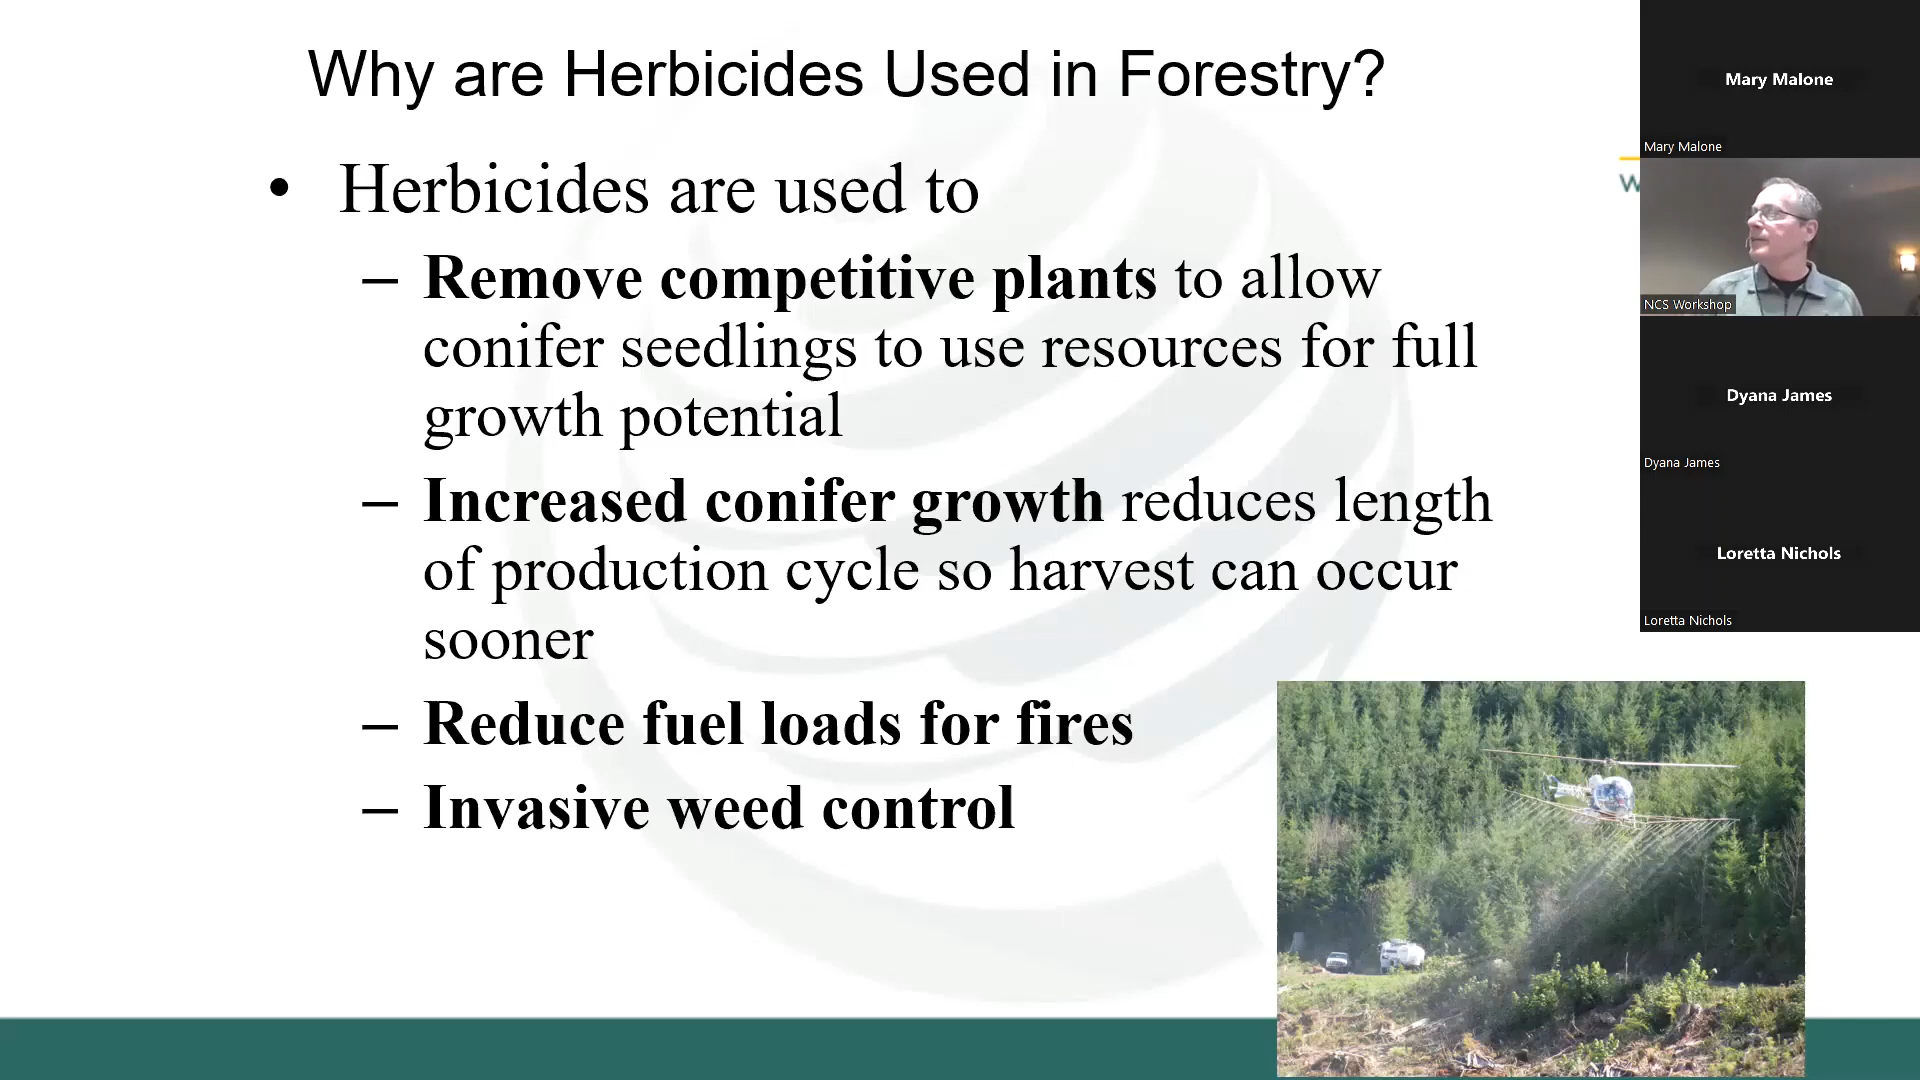 Why are Herbicides Used in Forestry?
• Herbicides are used to
– Remove competitive plants to allow
conifer seedlings to use resources for full
growth potential
– Increased conifer growth reduces length
of production cycle so harvest can occur
sooner
– Reduce fuel loads for fires
– Invasive weed control
Mary Malone
Mary Malone
W
NCS Workshop
Dyana James
Dyana James
Loretta Nichols
Loretta Nichols